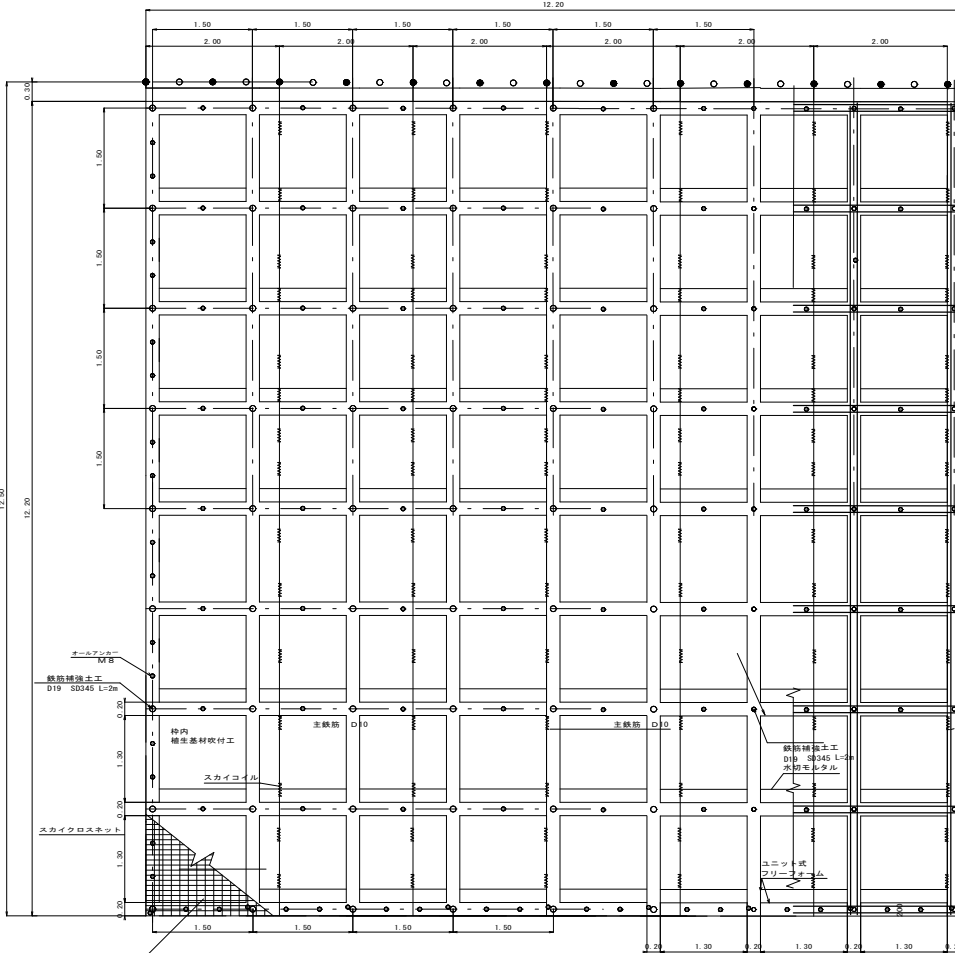 12.20
1.50 1.50 1.50 1.50 1.50 1.50
2.00 2.00 2.00 2.00 2.00 2.00
0.30
1.50
1.50
1.50
1.50
12.50
12.20
オールアンカー
M8
鉄筋補強土工
D19 SD345 L=2m
0.20
主鉄筋 D10
主鉄筋 D10
枠内
植生基材吹付工
1.30
鉄筋補強土工
D19 SD345 L=2m
水切モルタル
スカイコイル
0.20
スカイクロスネット
1.30
ユニット式
フリーフォーム
0.20
200
1.50 1.50 1.50 1.50
0.20 1.30 0.20 1.30 0.20 1.30